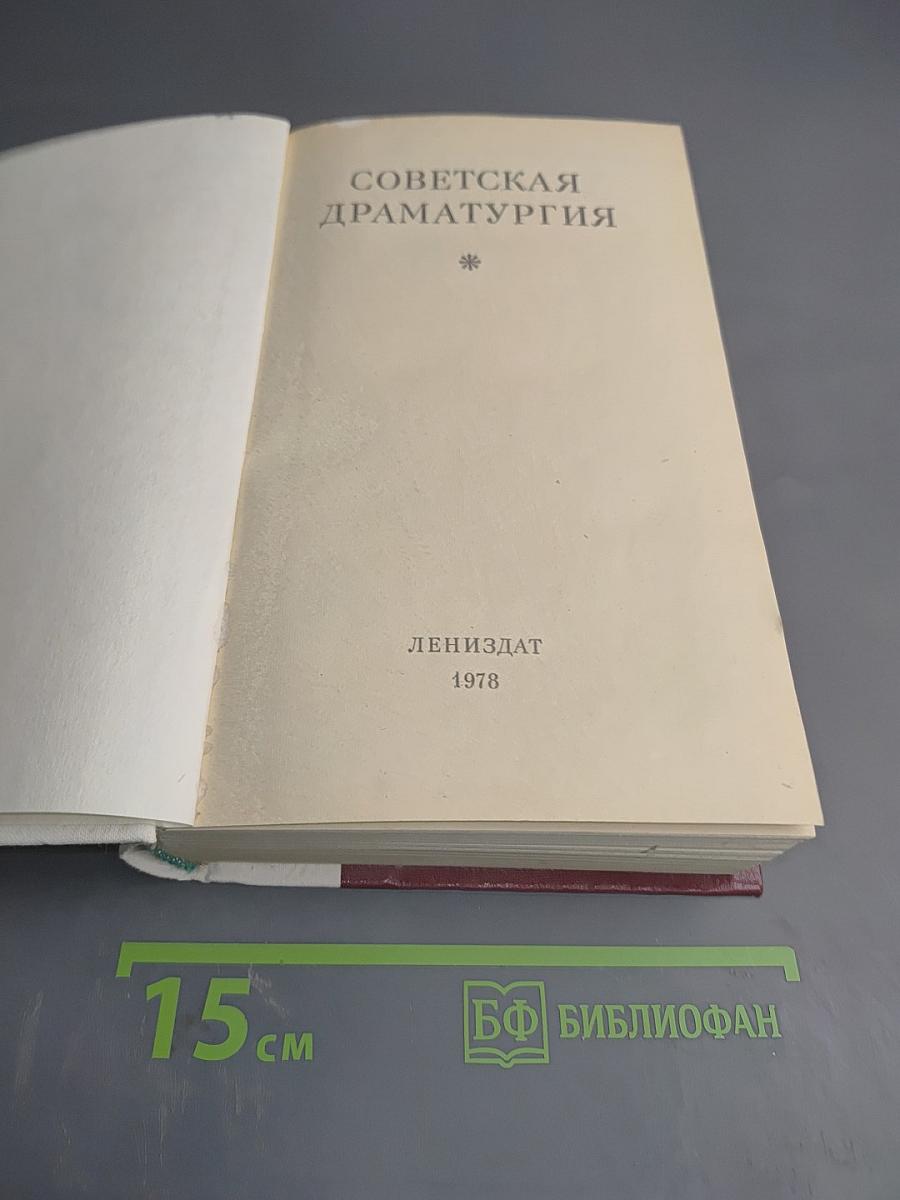 СОВЕТСКАЯ
ДРАМАТУРГИЯ
*
ЛЕНИЗДАТ
1978
15 см
БФ БИБЛИОФАН